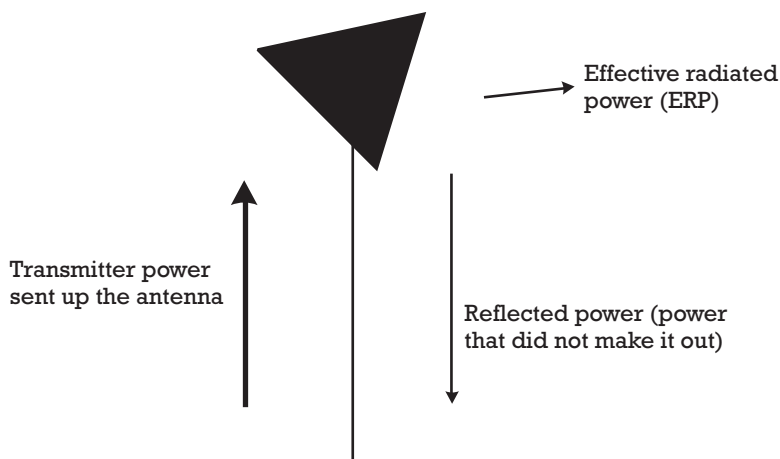 Effective radiated
power (ERP)
Transmitter power
sent up the antenna
Reflected power (power
that did not make it out)